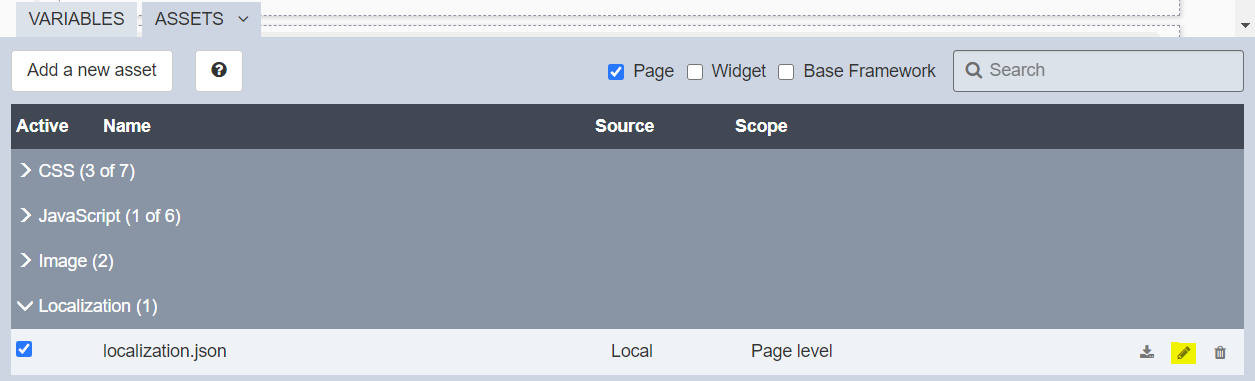 VARIABLES ASSETS
Add a new asset Page Widget Base Framework Search
Active Name Source Scope
CSS (3 of 7)
JavaScript (1 of 6)
Image (2)
Localization (1)
localization.json Local Page level